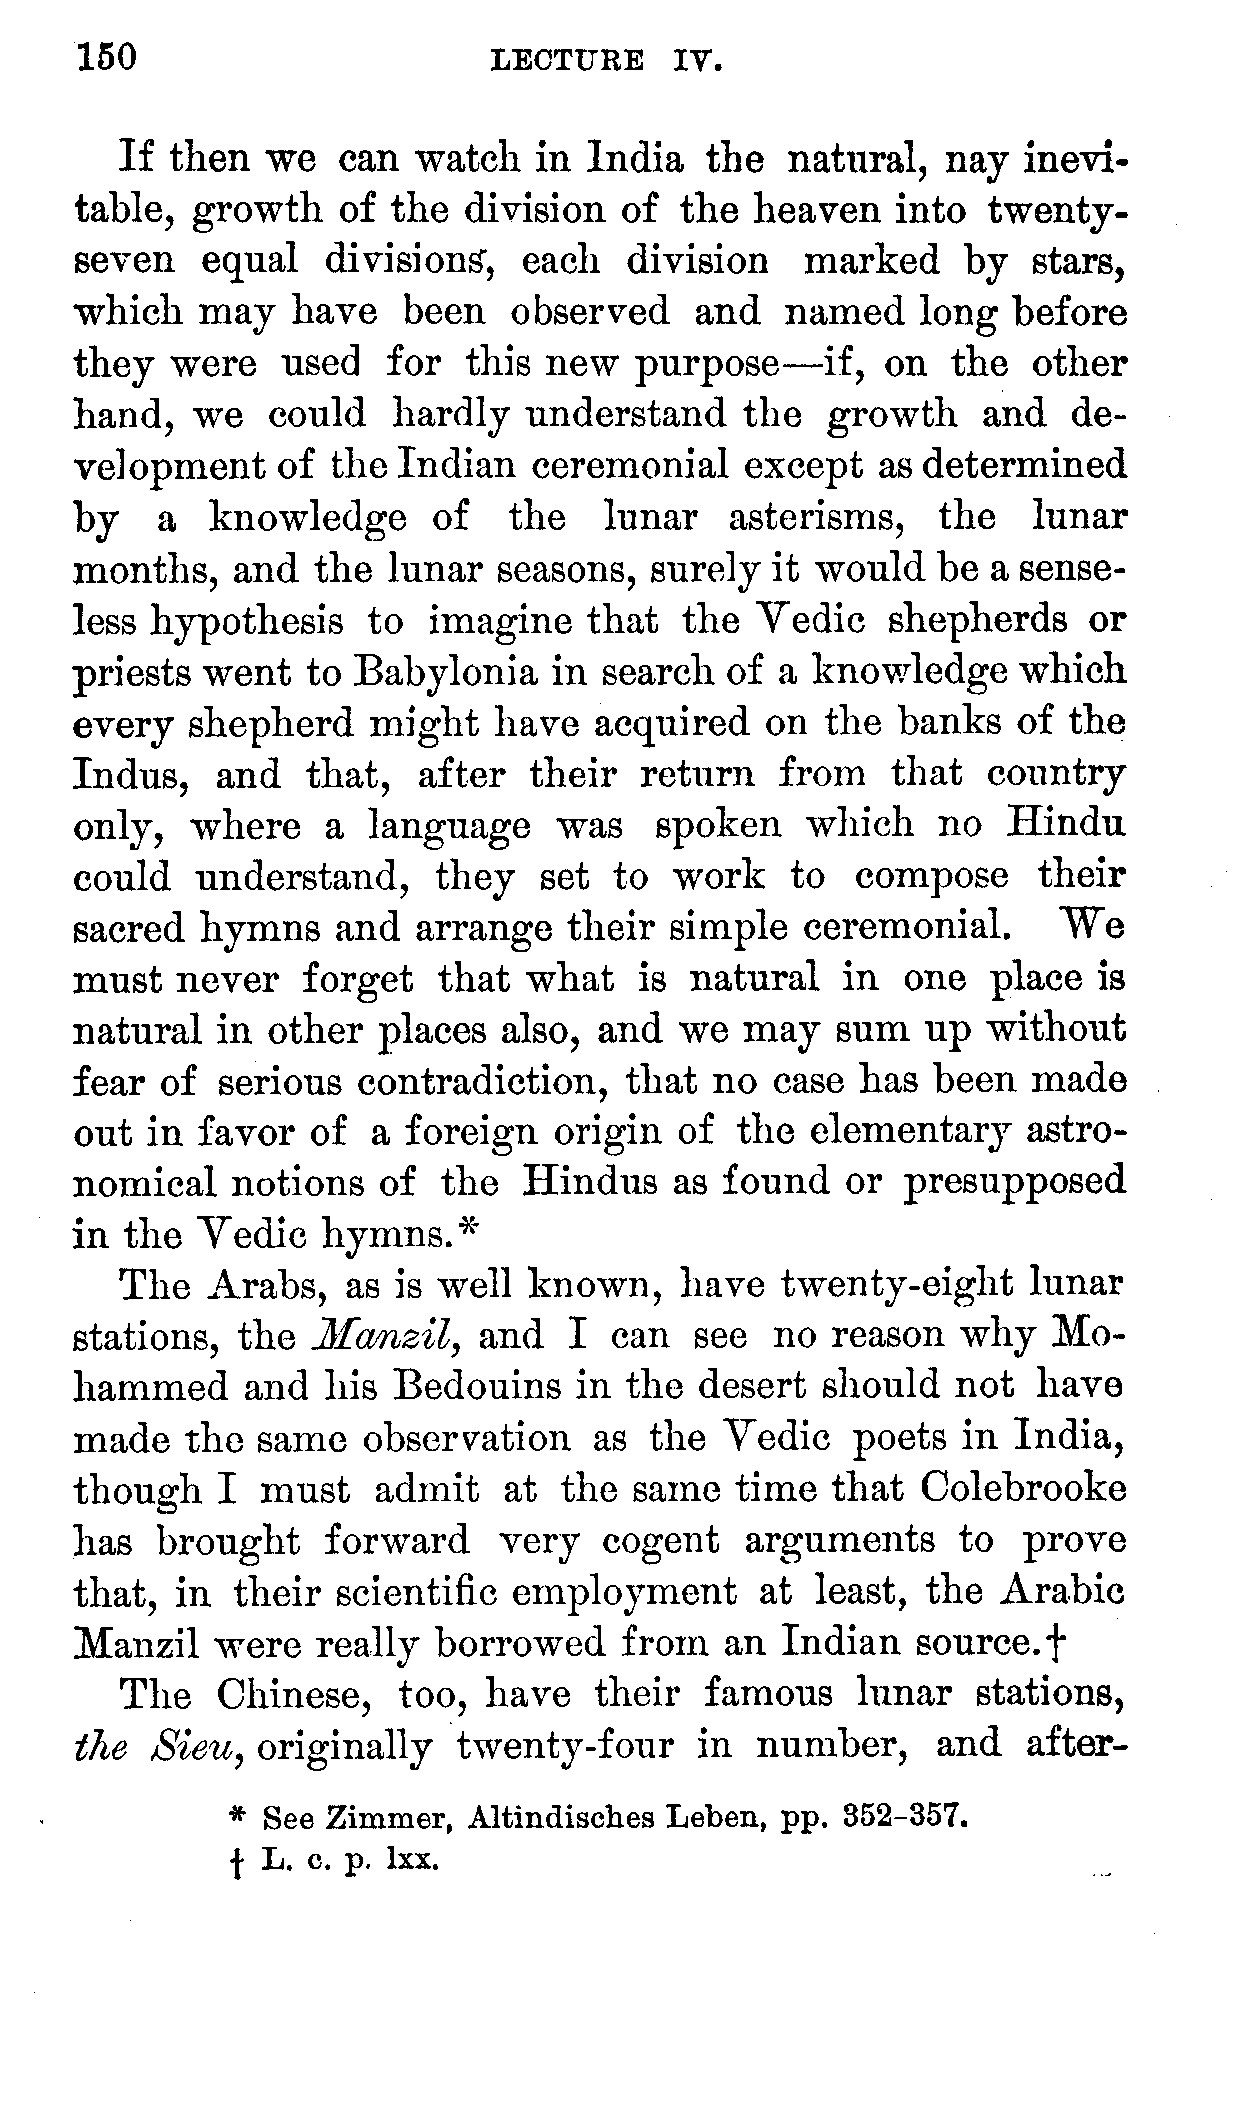 150 LECTURE IV.
If then we can watch in India the natural, nay inevi-
table, growth of the division of the heaven into twenty-
seven equal divisions, each division marked by stars,
which may have been observed and named long before
they were used for this new purpose—if, on the other
hand, we could hardly understand the growth and de-
velopment of the Indian ceremonial except as determined
by a knowledge of the lunar asterisms, the lunar
months, and the lunar seasons, surely it would be a sense-
less hypothesis to imagine that the Vedic shepherds or
priests went to Babylonia in search of a knowledge which
every shepherd might have acquired on the banks of the
Indus, and that, after their return from that country
only, where a language was spoken which no Hindu
could understand, they set to work to compose their
sacred hymns and arrange their simple ceremonial. We
must never forget that what is natural in one place is
natural in other places also, and we may sum up without
fear of serious contradiction, that no case has been made
out in favor of a foreign origin of the elementary astro-
nomical notions of the Hindus as found or presupposed
in the Vedic hymns.*
The Arabs, as is well known, have twenty-eight lunar
stations, the Manzil, and I can see no reason why Mo-
hammed and his Bedouins in the desert should not have
made the same observation as the Vedic poets in India,
though I must admit at the same time that Colebrooke
has brought forward very cogent arguments to prove
that, in their scientific employment at least, the Arabic
Manzil were really borrowed from an Indian source.†
The Chinese, too, have their famous lunar stations,
the Sieu, originally twenty-four in number, and after-
* See Zimmer, Altindisches Leben, pp. 352-357.
† L. c. p. lxx.